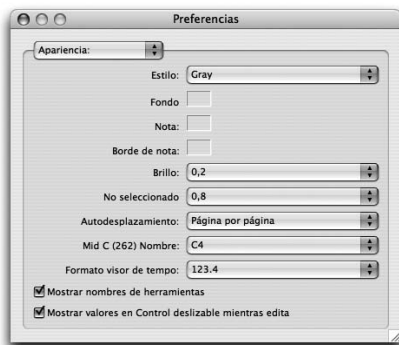 Preferencias
Apariencia:
Estilo: Gray
Fondo
Nota:
Borde de nota:
Brillo: 0,2
No seleccionado 0,8
Autodesplazamiento: Página por página
Mid C (262) Nombre: C4
Formato visor de tempo: 123.4
Mostrar nombres de herramientas
Mostrar valores en Control deslizable mientras edita